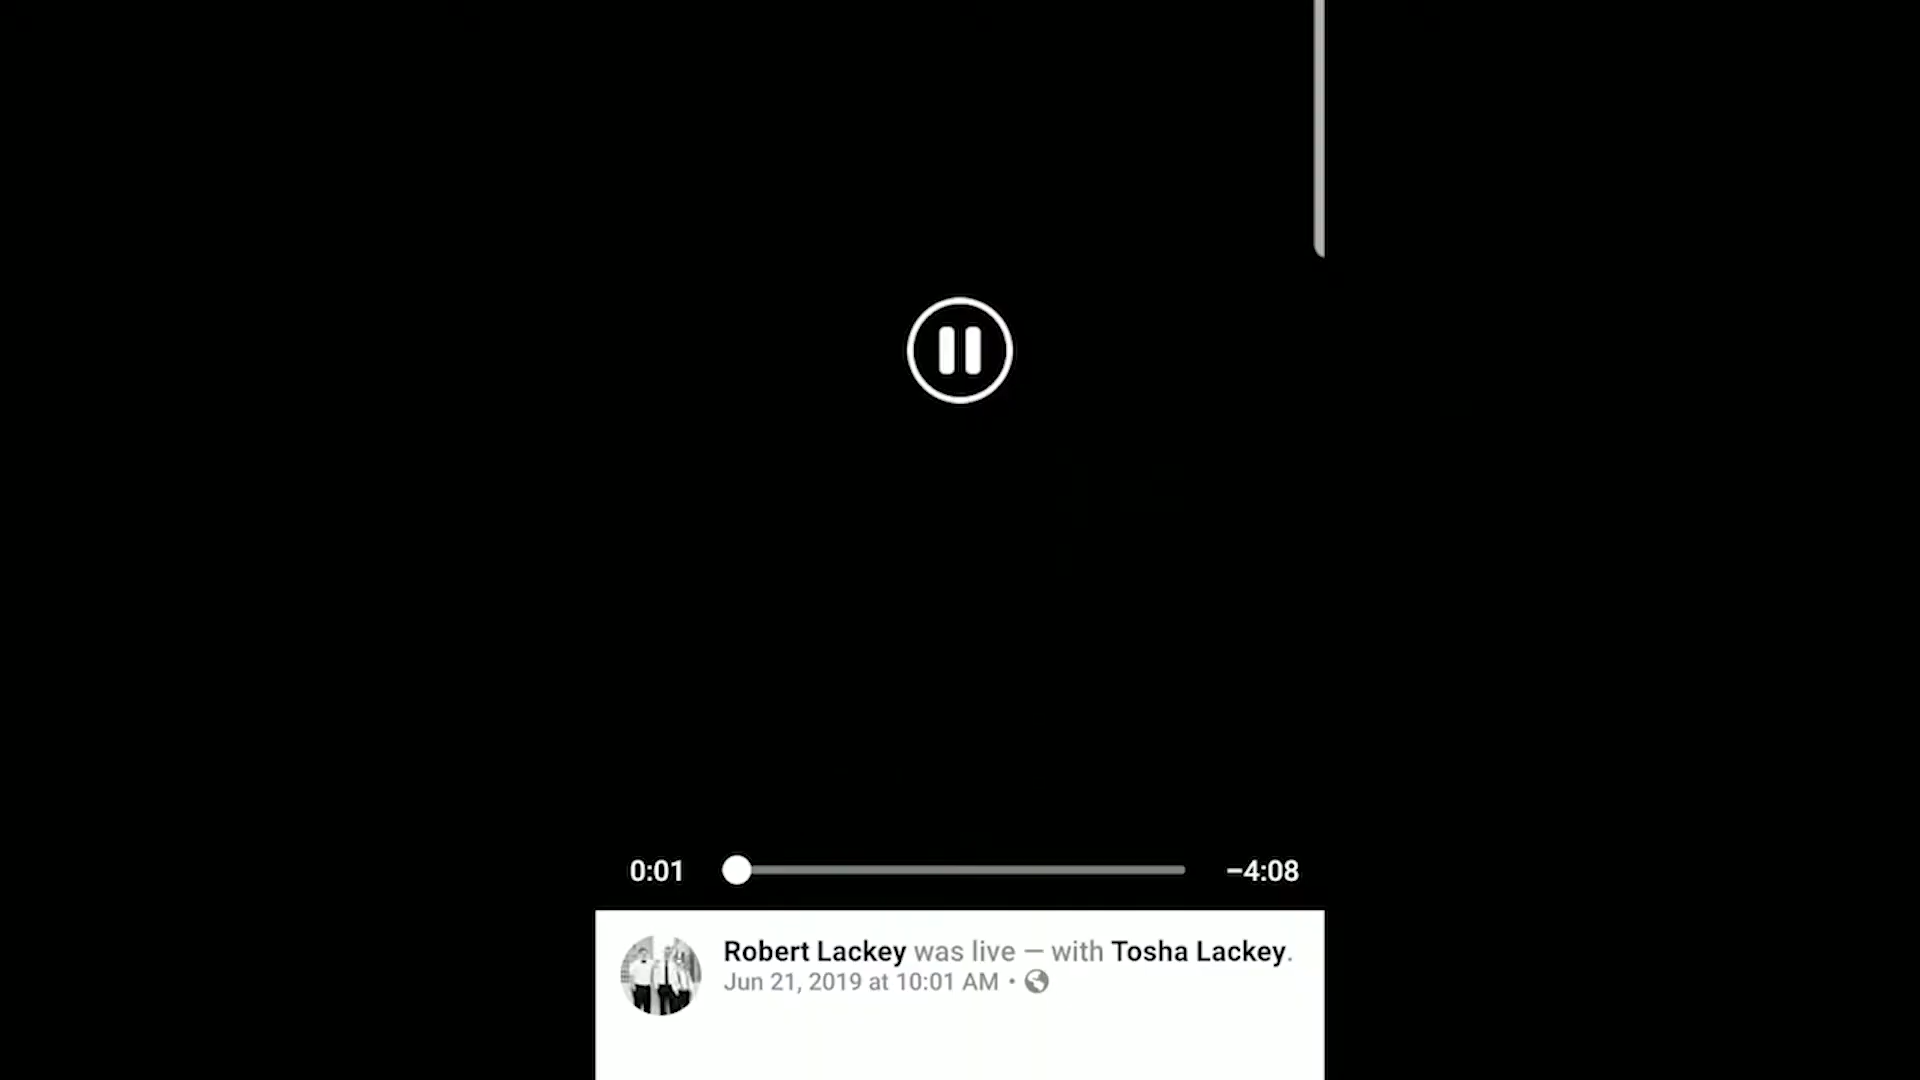 0:01 −4:08
Robert Lackey was live — with Tosha Lackey.
Jun 21, 2019 at 10:01 AM •